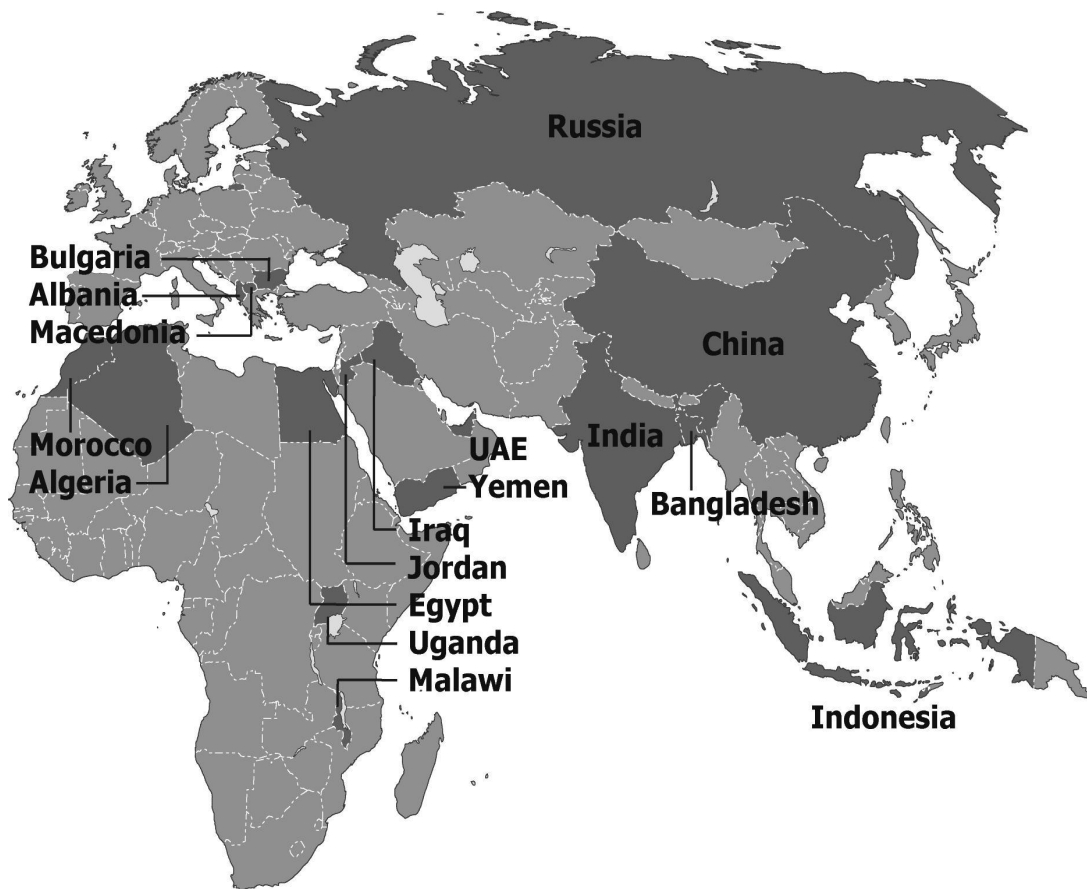 Russia
Bulgaria
Albania
Macedonia
China
Morocco
Algeria
UAE
Yemen
India
Bangladesh
Iraq
Jordan
Egypt
Uganda
Malawi
Indonesia